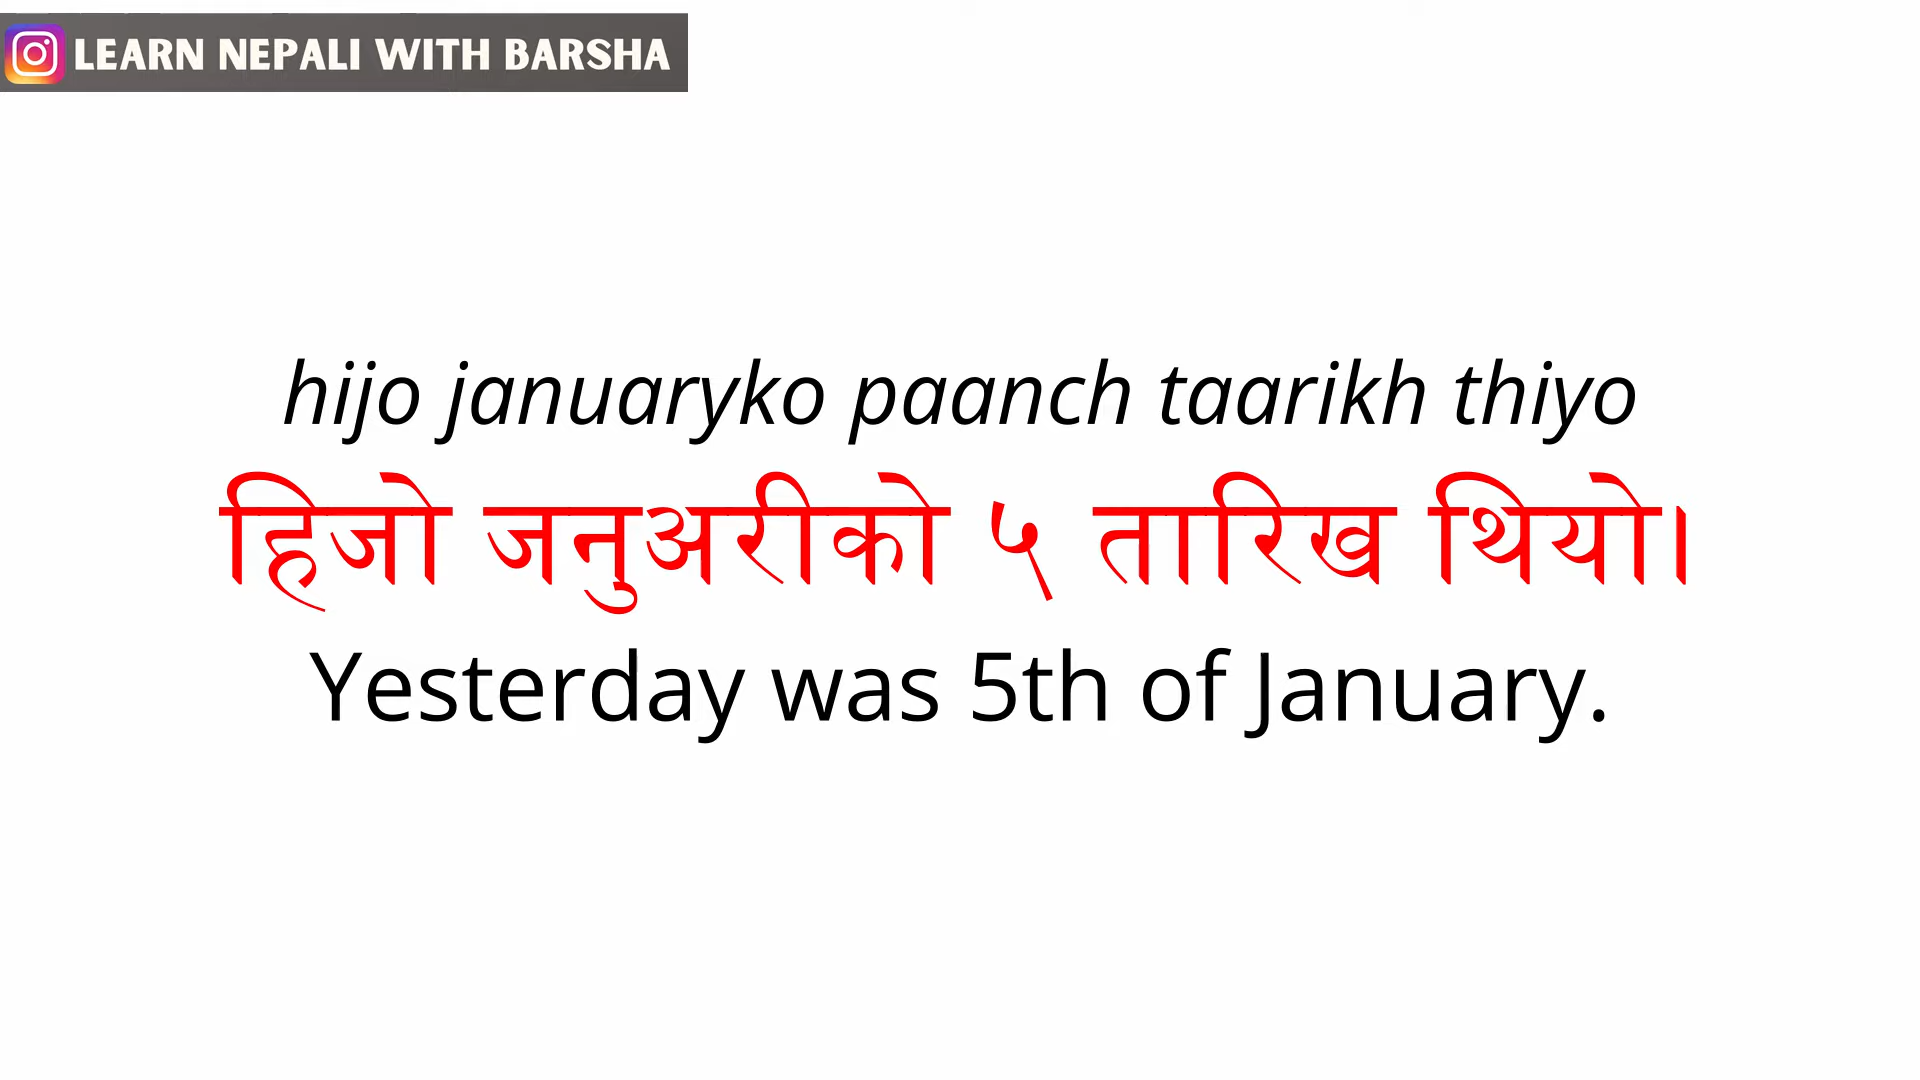 LEARN NEPALI WITH BARSHA
hijo januaryko paanch taarikh thiyo
हिजो जनुअरीको ५ तारिख थियो।
Yesterday was 5th of January.